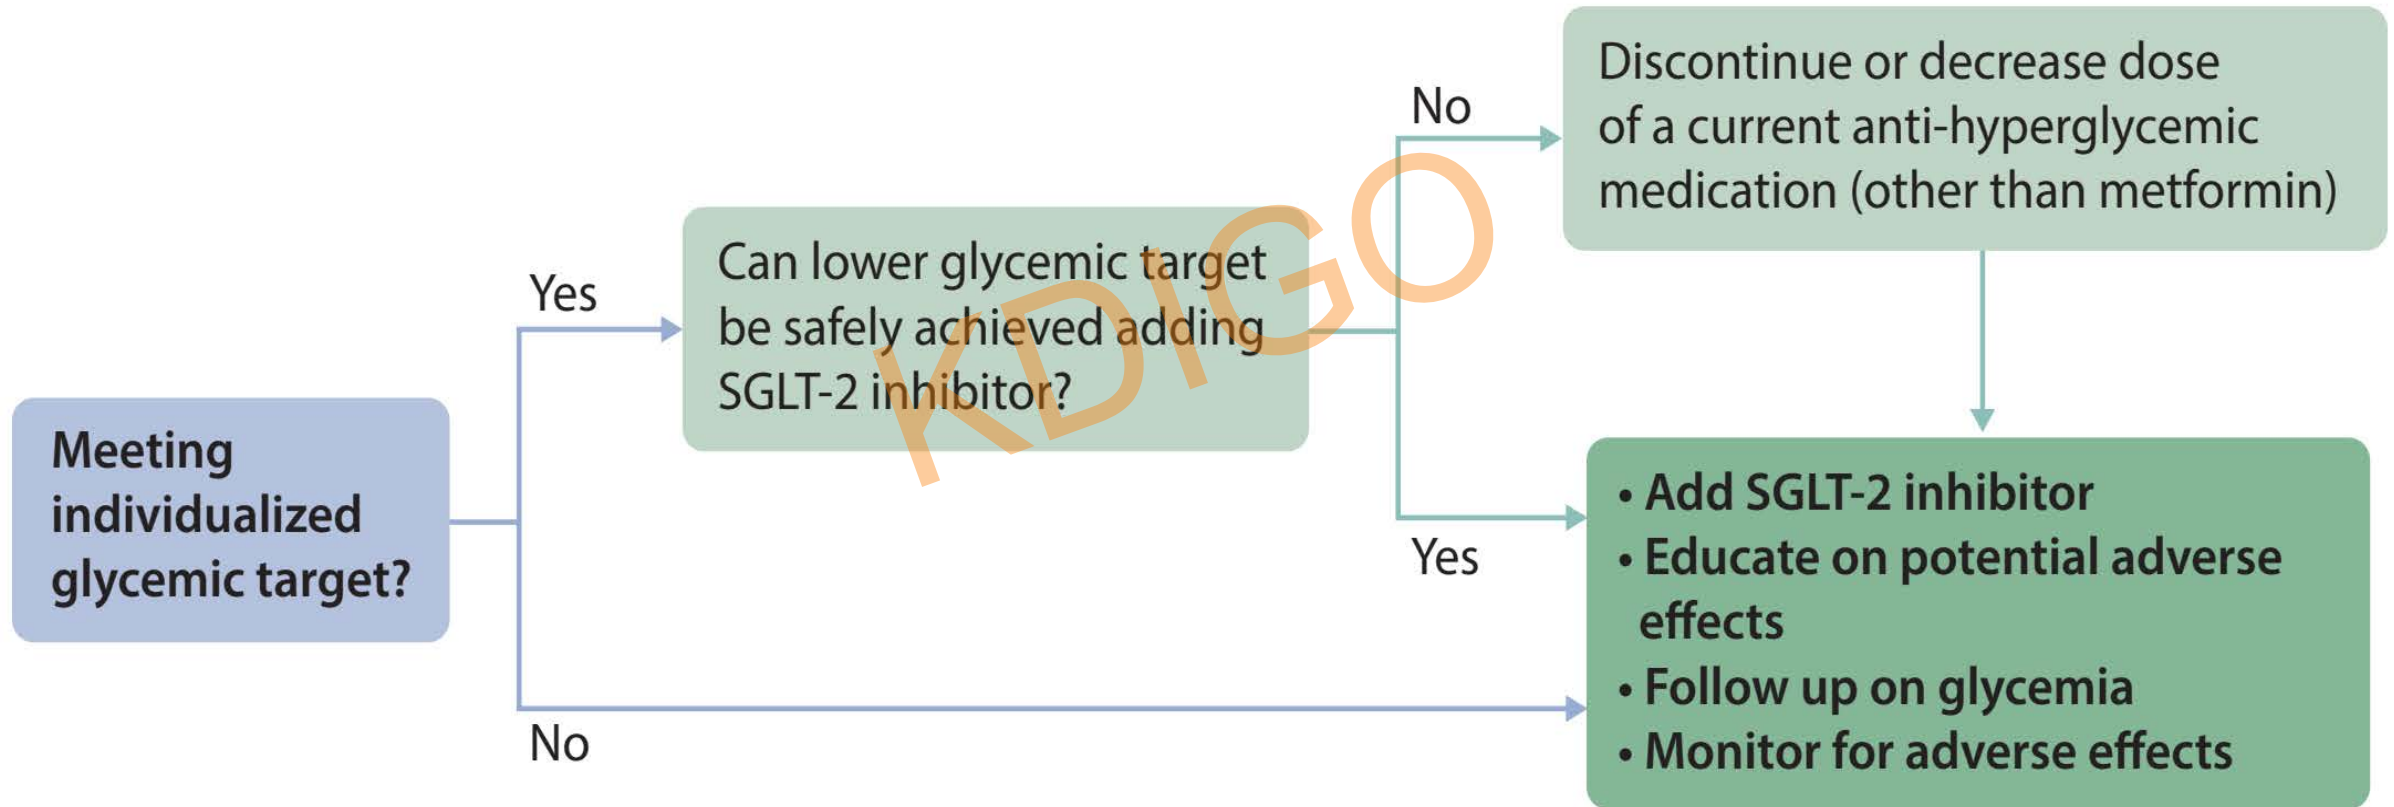 Meeting
individualized
glycemic target?
Yes
No
Can lower glycemic target
be safely achieved adding
SGLT-2 inhibitor?
No
Yes
Discontinue or decrease dose
of a current anti-hyperglycemic
medication (other than metformin)
• Add SGLT-2 inhibitor
• Educate on potential adverse
effects
• Follow up on glycemia
• Monitor for adverse effects
KDIGO